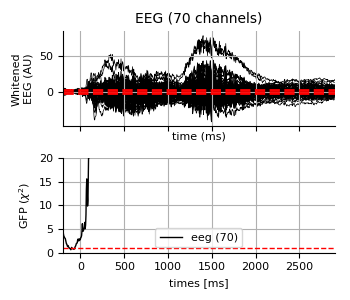 EEG (70 channels)
Whitened
EEG (AU)
50
0
time (ms)
GFP (χ²)
20
15
10
5
0
eeg (70)
0
500
1000
1500
2000
2500
times [ms]